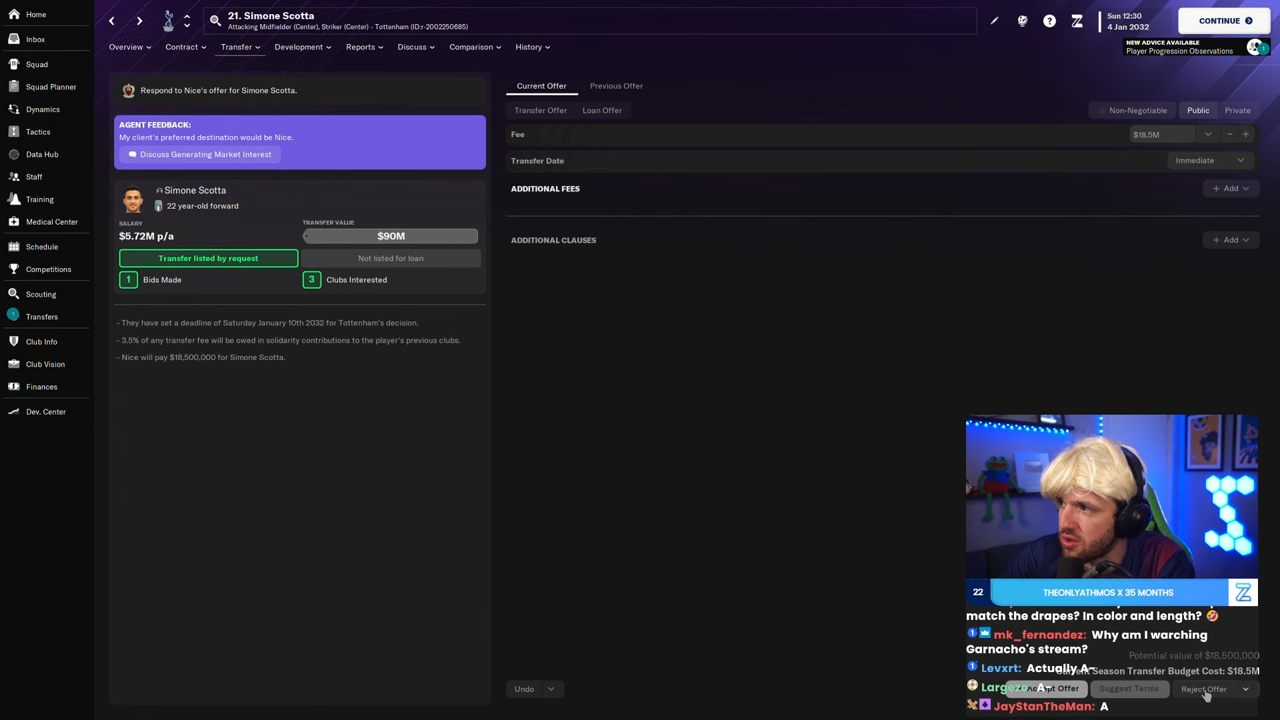 Home
Inbox
Squad
Squad Planner
Dynamics
Tactics
Data Hub
Staff
Training
Medical Center
Schedule
Competitions
Scouting
1
Transfers
Club Info
Club Vision
Finances
Dev. Center
21. Simone Scotta
Attacking Midfielder (Center), Striker (Center) - Tottenham (ID:r-2002250685)
Sun 12:30
4 Jan 2032
CONTINUE
NEW ADVICE AVAILABLE
Player Progression Observations
1
Overview
Contract
Transfer
Development
Reports
Discuss
Comparison
History
Respond to Nice's offer for Simone Scotta.
AGENT FEEDBACK:
My client's preferred destination would be Nice.
Discuss Generating Market Interest
Simone Scotta
22 year-old forward
SALARY
$5.72M p/a
TRANSFER VALUE
$90M
Transfer listed by request
Not listed for loan
1 Bids Made
3 Clubs Interested
- They have set a deadline of Saturday January 10th 2032 for Tottenham's decision.
- 3.5% of any transfer fee will be owed in solidarity contributions to the player's previous clubs.
- Nice will pay $18,500,000 for Simone Scotta.
Current Offer
Previous Offer
Transfer Offer
Loan Offer
Non-Negotiable
Public
Private
Fee
$18.5M
Transfer Date
Immediate
ADDITIONAL FEES
+ Add
ADDITIONAL CLAUSES
+ Add
22
THEONLYATHMOS X 35 MONTHS
match the drapes? In color and length? 🤣
mk_fernandez: Why am I warching
Garnacho's stream?
Potential value of $18,500,000
Levxrt: Actually A-
Season Transfer Budget Cost: $18.5M
Largezo: A-
Offer
Suggest Terms
Reject Offer
JayStanTheMan: A
Undo